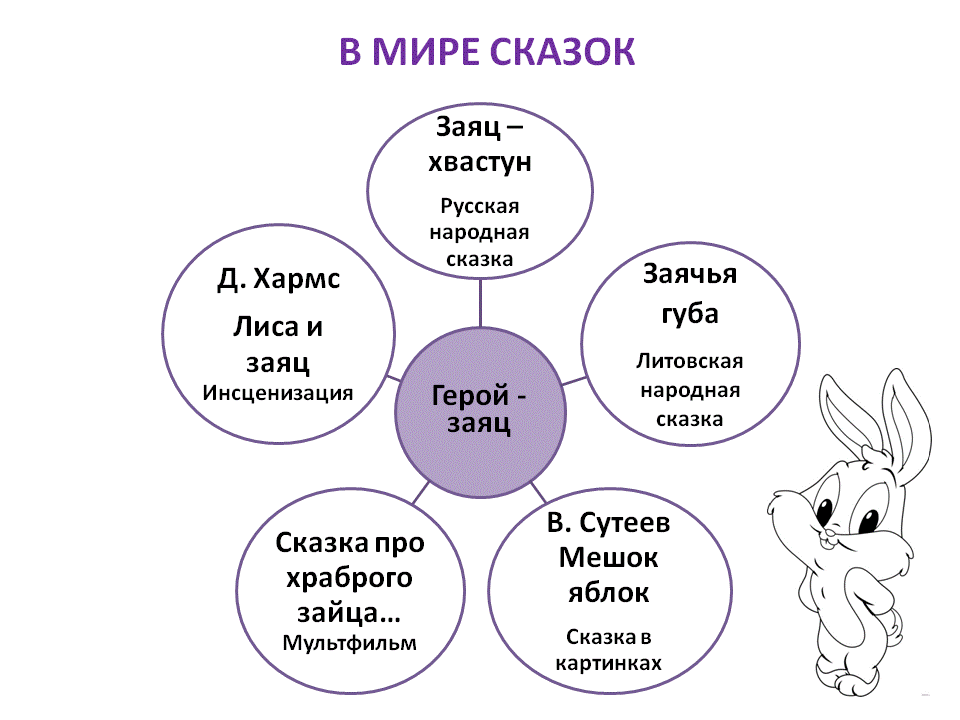 В МИРЕ СКАЗОК
Заяц –
хвастун
Русская
народная
сказка
Заячья
губа
Литовская
народная
сказка
В. Сутеев
Мешок
яблок
Сказка в
картинках
Сказка про
храброго
зайца...
Мультфильм
Д. Хармс
Лиса и
заяц
Инсценизация
Герой -
заяц